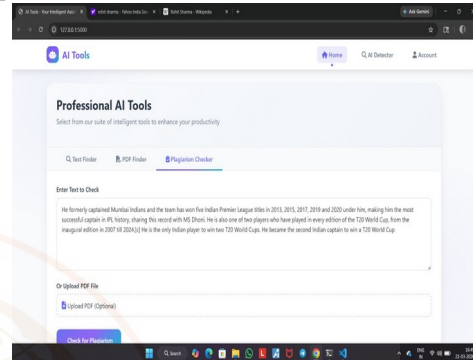 AI Tools - Your Intelligent Assi
rohit sharma - Yahoo India Sea
Rohit Sharma - Wikipedia
Ask Gemini
127.0.0.1:5000
AI Tools
Home
AI Detector
Account
Professional AI Tools
Select from our suite of intelligent tools to enhance your productivity
Text Finder
PDF Finder
Plagiarism Checker
Enter Text to Check
He formerly captained Mumbai Indians and the team has won five Indian Premier League titles in 2013, 2015, 2017, 2019 and 2020 under him, making him the most
successful captain in IPL history, sharing this record with MS Dhoni. He is also one of two players who have played in every edition of the T20 World Cup, from the
inaugural edition in 2007 till 2024.[c] He is the only Indian player to win two T20 World Cups. He became the second Indian captain to win a T20 World Cup
Or Upload PDF File
Upload PDF (Optional)
Check for Plagiarism
Search
ENG
IN